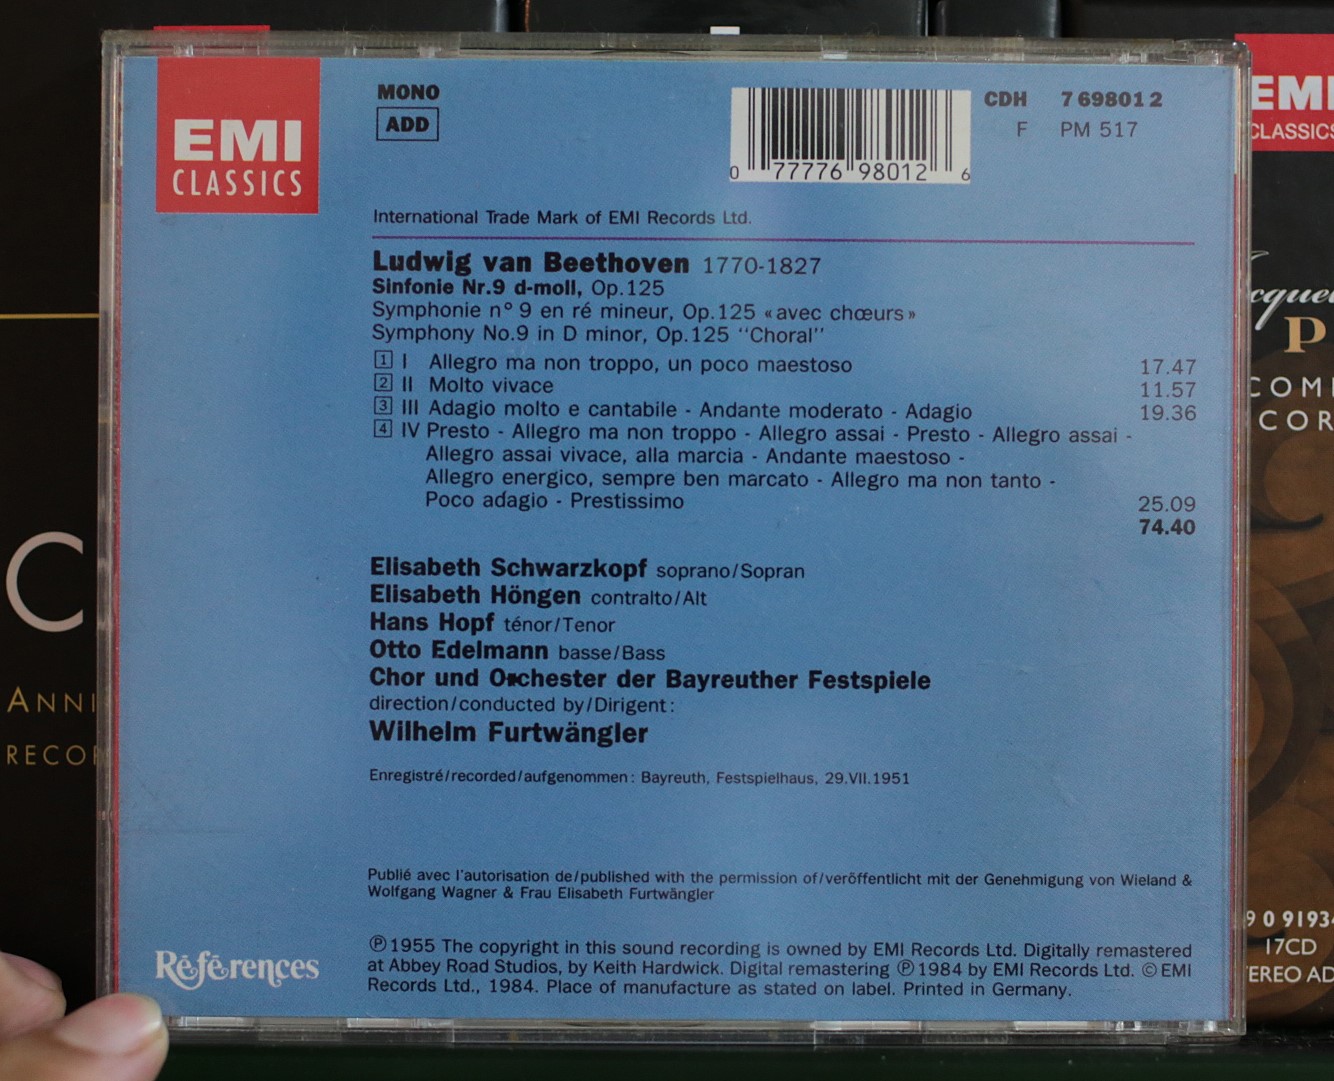 EMI
CLASSICS
MONO
ADD
0 77776 98012 6
CDH 7 69801 2
F PM 517
International Trade Mark of EMI Records Ltd.
Ludwig van Beethoven 1770-1827
Sinfonie Nr.9 d-moll, Op.125
Symphonie n° 9 en ré mineur, Op.125 «avec chœurs»
Symphony No.9 in D minor, Op.125 "Choral"
1 I Allegro ma non troppo, un poco maestoso 17.47
2 II Molto vivace 11.57
3 III Adagio molto e cantabile - Andante moderato - Adagio 19.36
4 IV Presto - Allegro ma non troppo - Allegro assai - Presto - Allegro assai -
Allegro assai vivace, alla marcia - Andante maestoso -
Allegro energico, sempre ben marcato - Allegro ma non tanto -
Poco adagio - Prestissimo 25.09
74.40
Elisabeth Schwarzkopf soprano/Sopran
Elisabeth Höngen contralto/Alt
Hans Hopf ténor/Tenor
Otto Edelmann basse/Bass
Chor und Orchester der Bayreuther Festspiele
direction/conducted by/Dirigent:
Wilhelm Furtwängler
Enregistré/recorded/aufgenommen: Bayreuth, Festspielhaus, 29.VII.1951
Publié avec l'autorisation de/published with the permission of/veröffentlicht mit der Genehmigung von Wieland &
Wolfgang Wagner & Frau Elisabeth Furtwängler
Références
℗ 1955 The copyright in this sound recording is owned by EMI Records Ltd. Digitally remastered
at Abbey Road Studios, by Keith Hardwick. Digital remastering ℗ 1984 by EMI Records Ltd. © EMI
Records Ltd., 1984. Place of manufacture as stated on label. Printed in Germany.
EMI
CLASSICS
17CD